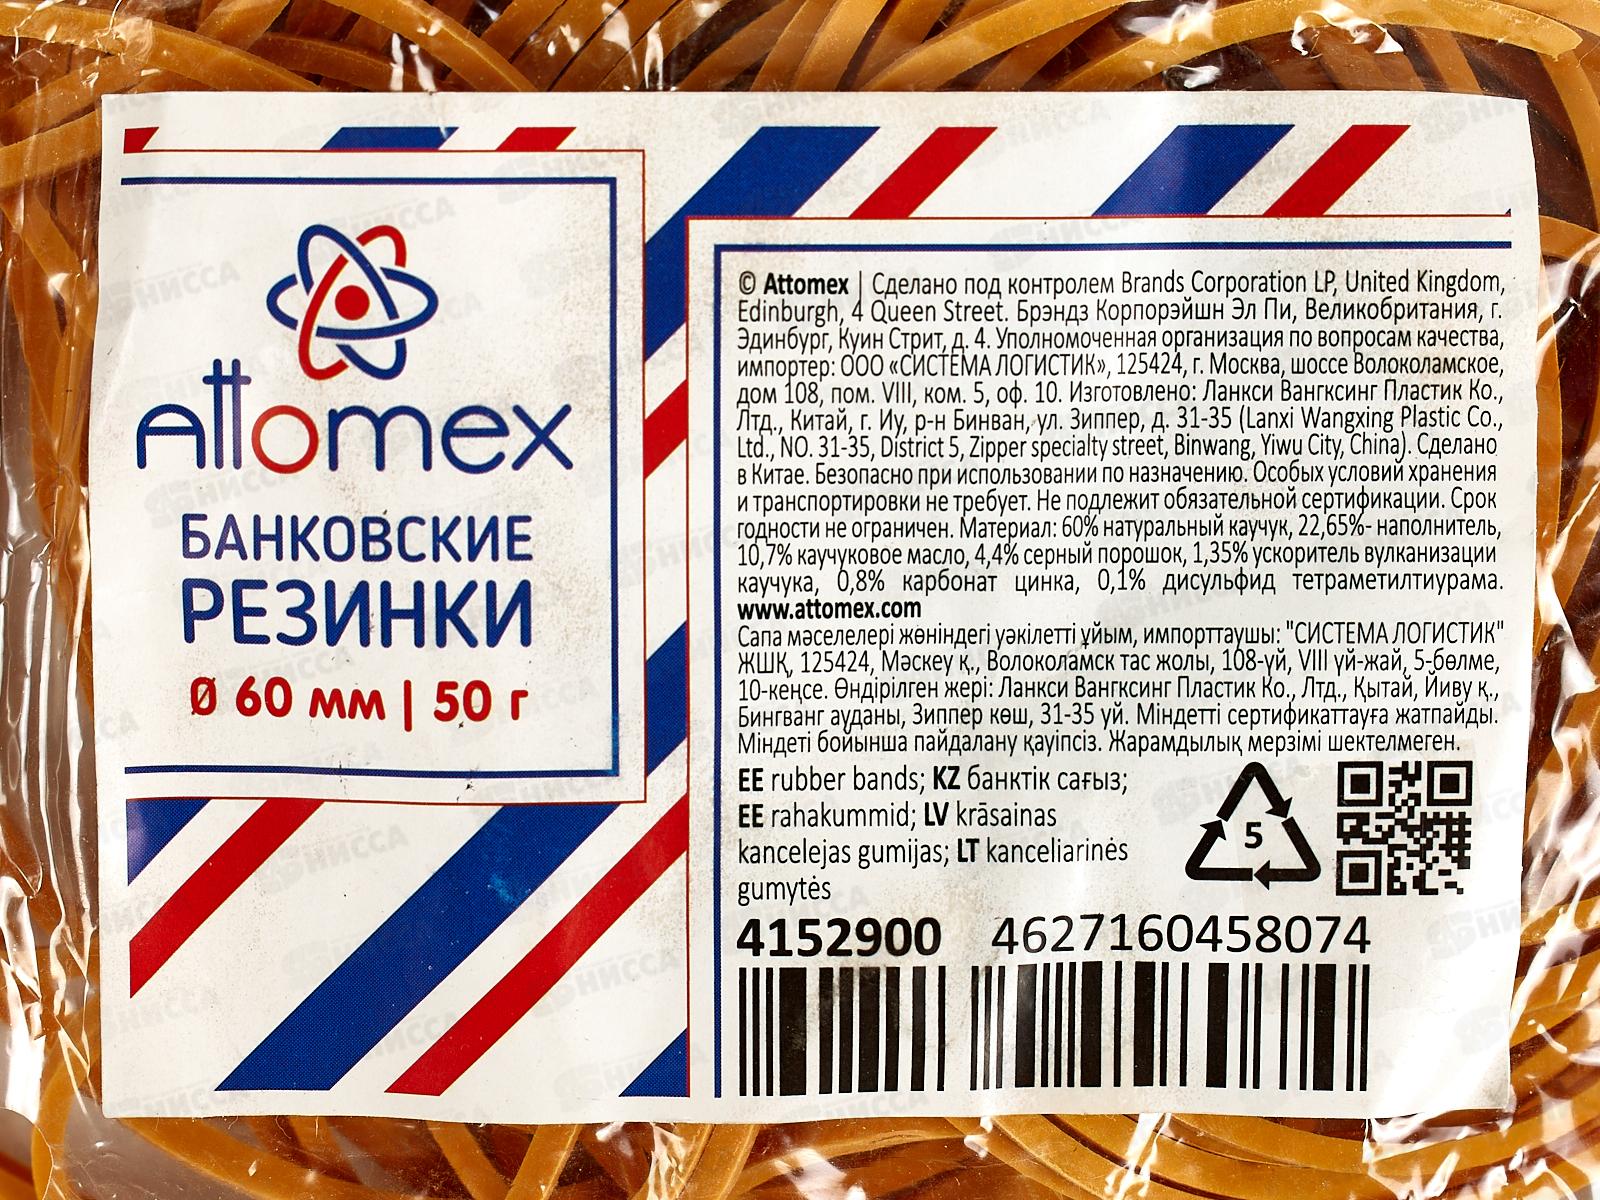 Attomex
БАНКОВСКИЕ
РЕЗИНКИ
Ø 60 мм | 50 г
© Attomex | Сделано под контролем Brands Corporation LP, United Kingdom,
Edinburgh, 4 Queen Street. Брэндз Корпорэйшн Эл Пи, Великобритания, г.
Эдинбург, Куин Стрит, д. 4. Уполномоченная организация по вопросам качества,
импортер: ООО «СИСТЕМА ЛОГИСТИК», 125424, г. Москва, шоссе Волоколамское,
дом 108, пом. VIII, ком. 5, оф. 10. Изготовлено: Ланкси Вангксинг Пластик Ко.,
Лтд., Китай, г. Иу, р-н Бинван, ул. Зиппер, д. 31-35 (Lanxi Wangxing Plastic Co.,
Ltd., NO. 31-35, District 5, Zipper specialty street, Binwang, Yiwu City, China). Сделано
в Китае. Безопасно при использовании по назначению. Особых условий хранения
и транспортировки не требует. Не подлежит обязательной сертификации. Срок
годности не ограничен. Материал: 60% натуральный каучук, 22,65%- наполнитель,
10,7% каучуковое масло, 4,4% серный порошок, 1,35% ускоритель вулканизации
каучука, 0,8% карбонат цинка, 0,1% дисульфид тетраметилтиурама.
www.attomex.com
Сапа мәселелері жөніндегі уәкілетті ұйым, импорттаушы: "СИСТЕМА ЛОГИСТИК"
ЖШҚ, 125424, Мәскеу қ., Волоколамск тас жолы, 108-үй, VIII үй-жай, 5-бөлме,
10-кеңсе. Өндірілген жері: Ланкси Вангксинг Пластик Ко., Лтд., Қытай, Йиву қ.,
Бингванг ауданы, Зиппер көш, 31-35 уй. Міндетті сертификаттауға жатпайды.
Міндеті бойынша пайдалану қауіпсіз. Жарамдылық мерзімі шектелмеген.
EE rubber bands; KZ банктік сағыз;
EE rahakummid; LV krāsainas
kancelejas gumijas; LT kanceliarinės
gumytės
5
4152900 4627160458074